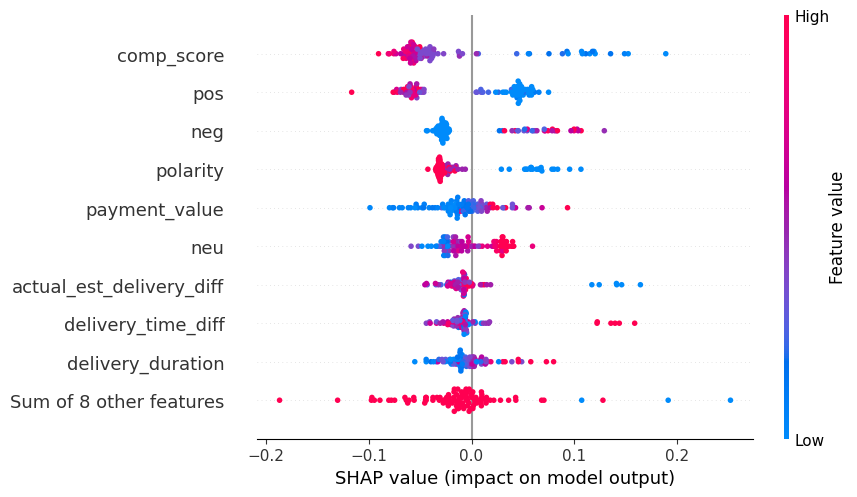 High
comp_score
pos
neg
polarity
payment_value
neu
actual_est_delivery_diff
delivery_time_diff
delivery_duration
Sum of 8 other features
Feature value
Low
−0.2 −0.1 0.0 0.1 0.2
SHAP value (impact on model output)